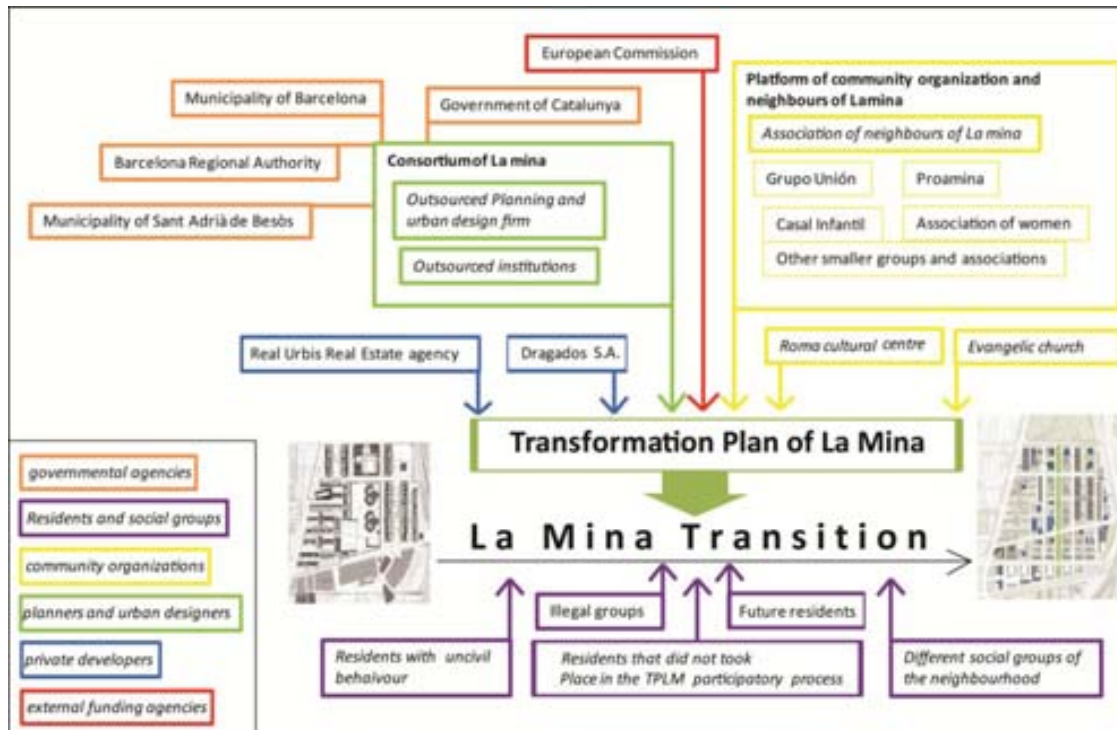 European Commission
Municipality of Barcelona
Government of Catalunya
Barcelona Regional Authority
Municipality of Sant Adrià de Besòs
Consortiumof La mina
Outsourced Planning and
urban design firm
Outsourced institutions
Platform of community organization and
neighbours of Lamina
Association of neighbours of La mina
Grupo Unión
Proamina
Casal Infantil
Association of women
Other smaller groups and associations
Real Urbis Real Estate agency
Dragados S.A.
Roma cultural centre
Evangelic church
Transformation Plan of La Mina
La Mina Transition
governmental agencies
Residents and social groups
community organizations
planners and urban designers
private developers
external funding agencies
Illegal groups
Future residents
Residents with uncivil
behaivour
Residents that did not took
Place in the TPLM participatory process
Different social groups of
the neighbourhood